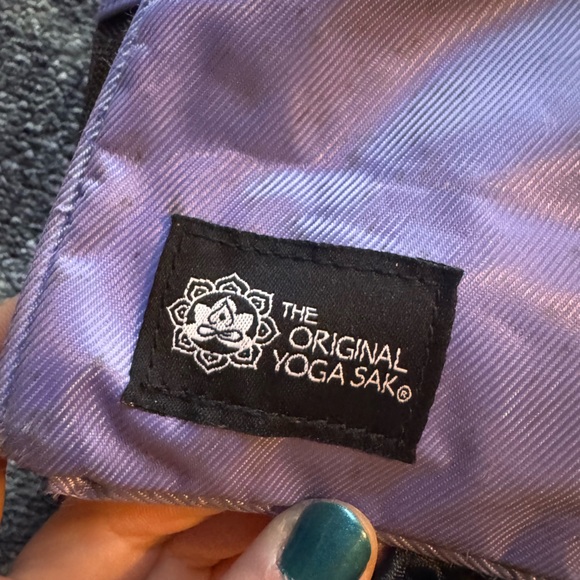 THE
ORIGINAL
YOGA SAK®